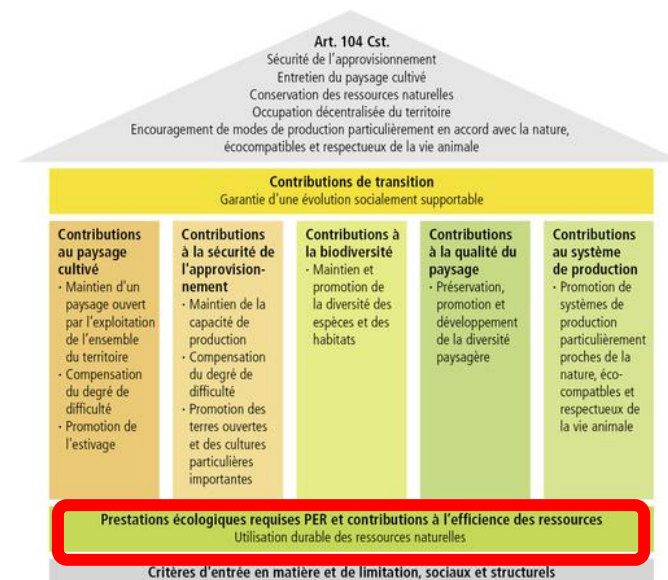 Art. 104 Cst.
Sécurité de l'approvisionnement
Entretien du paysage cultivé
Conservation des ressources naturelles
Occupation décentralisée du territoire
Encouragement de modes de production particulièrement en accord avec la nature,
écocompatibles et respectueux de la vie animale
Contributions de transition
Garantie d'une évolution socialement supportable
Contributions
au paysage
cultivé
· Maintien d'un
paysage ouvert
par l'exploitation
de l'ensemble
du territoire
· Compensation
du degré de
difficulté
· Promotion de
l'estivage
Contributions
à la sécurité de
l'approvision-
nement
· Maintien de la
capacité de
production
· Compensation
du degré de
difficulté
· Promotion des
terres ouvertes
et des cultures
particulières
importantes
Contributions à
la biodiversité
· Maintien et
promotion de
la diversité des
espèces et des
habitats
Contributions
à la qualité du
paysage
· Préservation,
promotion et
développement
de la diversité
paysagère
Contributions
au système
de production
· Promotion de
systèmes de
production
particulièrement
proches de la
nature, éco-
compatbles et
respectueux de
la vie animale
Prestations écologiques requises PER et contributions à l'efficience des ressources
Utilisation durable des ressources naturelles
Critères d'entrée en matière et de limitation, sociaux et structurels